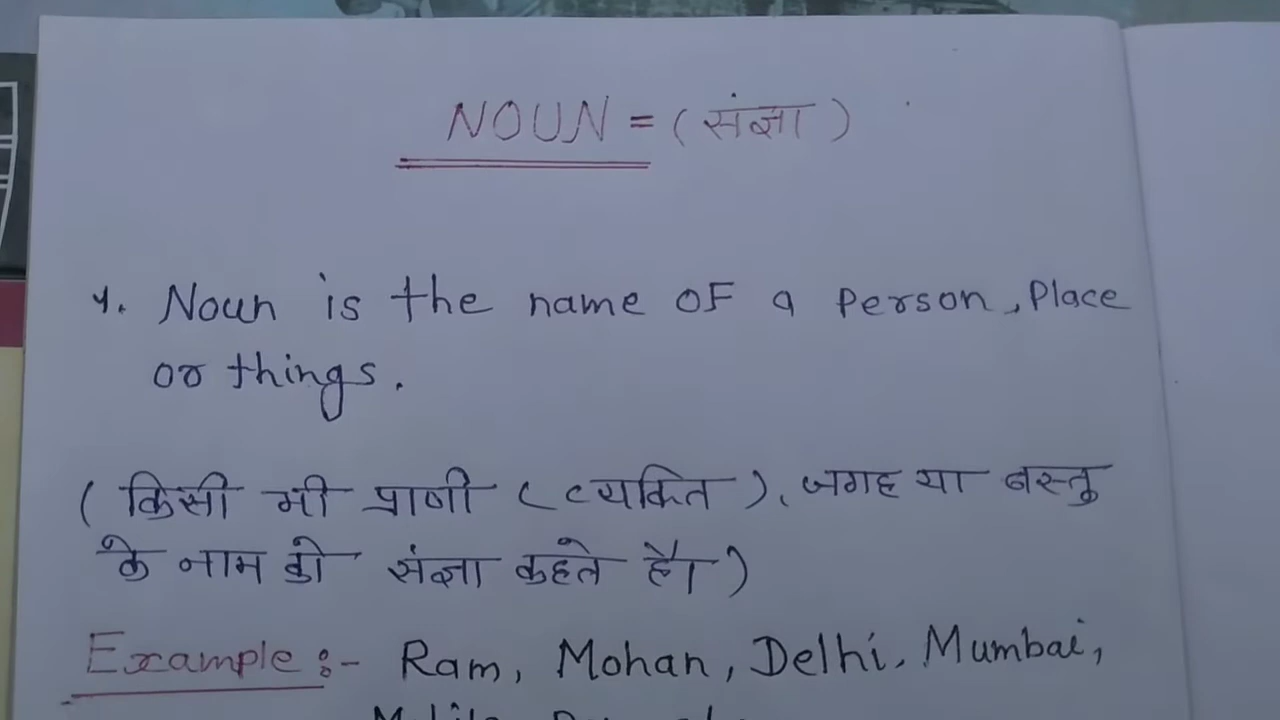 NOUN = (संज्ञा)
1. Noun is the name OF a Person, Place
or things.
(किसी भी प्राणी (व्यक्ति), जगह या बस्तु
के नाम को संज्ञा कहते है।)
Example :- Ram, Mohan, Delhi, Mumbai,